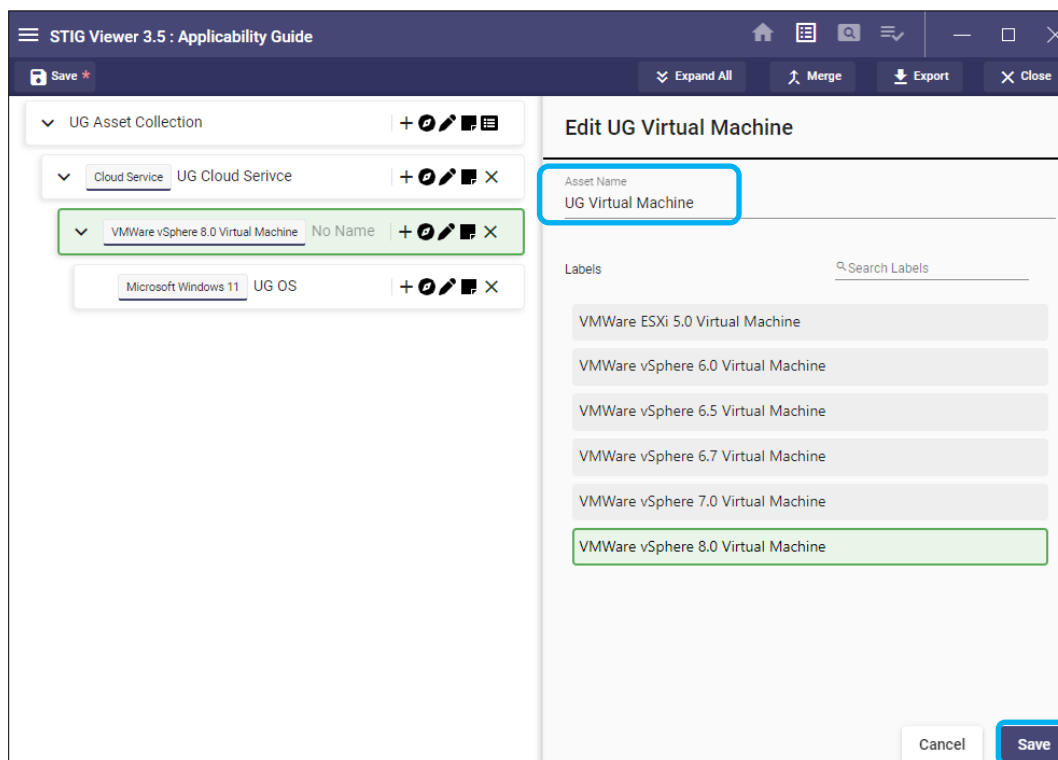 STIG Viewer 3.5 : Applicability Guide
Save * Expand All Merge Export Close
UG Asset Collection
Cloud Service UG Cloud Serivce
VMWare vSphere 8.0 Virtual Machine No Name
Microsoft Windows 11 UG OS
Edit UG Virtual Machine
Asset Name
UG Virtual Machine
Labels Search Labels
VMWare ESXi 5.0 Virtual Machine
VMWare vSphere 6.0 Virtual Machine
VMWare vSphere 6.5 Virtual Machine
VMWare vSphere 6.7 Virtual Machine
VMWare vSphere 7.0 Virtual Machine
VMWare vSphere 8.0 Virtual Machine
Cancel Save